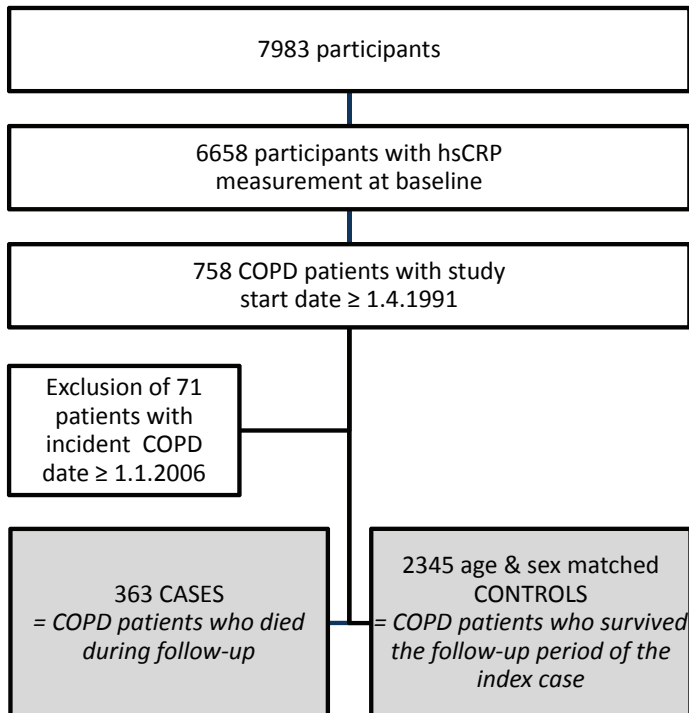 7983 participants
6658 participants with hsCRP
measurement at baseline
758 COPD patients with study
start date ≥ 1.4.1991
Exclusion of 71
patients with
incident COPD
date ≥ 1.1.2006
363 CASES
= COPD patients who died
during follow-up
2345 age & sex matched
CONTROLS
= COPD patients who survived
the follow-up period of the
index case